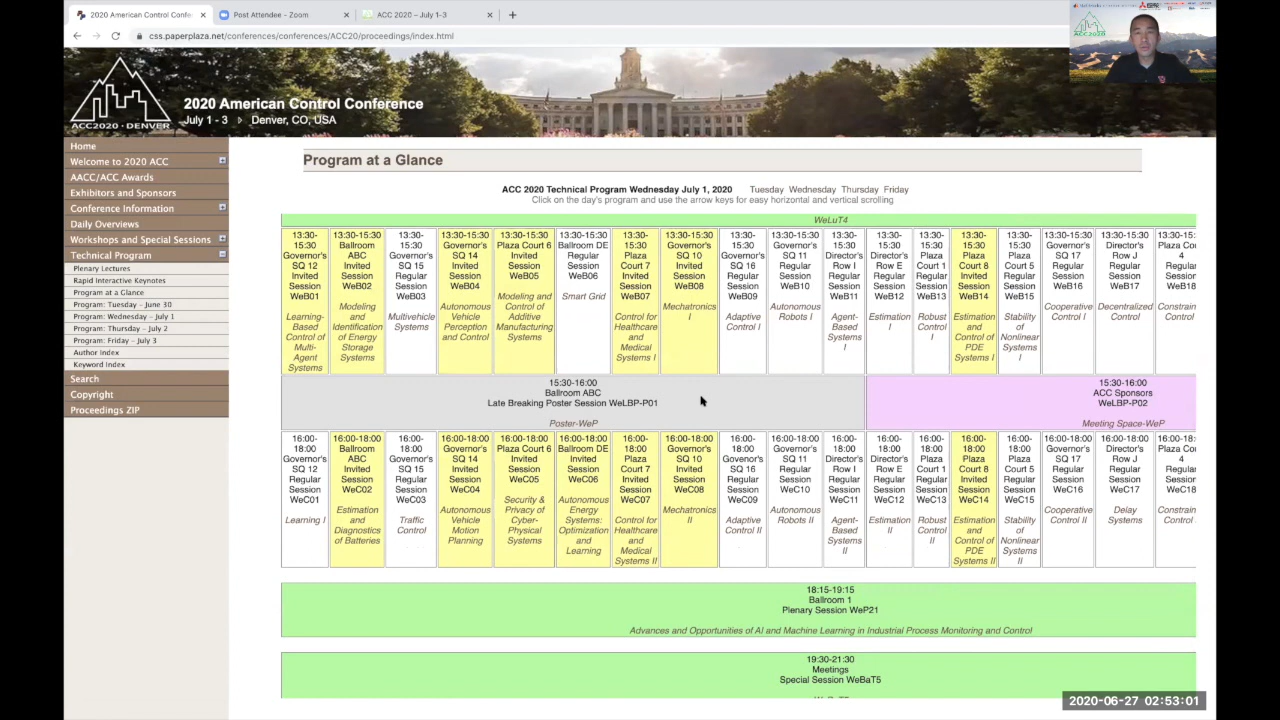 2020 American Control Confe
Post Attendee - Zoom
ACC 2020 – July 1-3
css.paperplaza.net/conferences/conferences/ACC20/proceedings/index.html
ACC2020
ACC2020 • DENVER
2020 American Control Conference
July 1 - 3 Denver, CO, USA
Home
Welcome to 2020 ACC
AACC/ACC Awards
Exhibitors and Sponsors
Conference Information
Daily Overviews
Workshops and Special Sessions
Technical Program
Plenary Lectures
Rapid Interactive Keynotes
Program at a Glance
Program: Tuesday - June 30
Program: Wednesday - July 1
Program: Thursday - July 2
Program: Friday - July 3
Author Index
Keyword Index
Search
Copyright
Proceedings ZIP
Program at a Glance
ACC 2020 Technical Program Wednesday July 1, 2020 Tuesday Wednesday Thursday Friday
Click on the day's program and use the arrow keys for easy horizontal and vertical scrolling
WeLuT4
13:30-
15:30
Governor's
SQ 12
Invited
Session
WeB01
Learning-
Based
Control of
Multi-
Agent
Systems
13:30-15:30
Ballroom
ABC
Invited
Session
WeB02
Modeling
and
Identification
of Energy
Storage
Systems
13:30-
15:30
Governor's
SQ 15
Regular
Session
WeB03
Multivehicle
Systems
13:30-15:30
Governor's
SQ 14
Invited
Session
WeB04
Autonomous
Vehicle
Perception
and Control
13:30-15:30
Plaza Court 6
Invited
Session
WeB05
Modeling and
Control of
Additive
Manufacturing
Systems
13:30-15:30
Ballroom DE
Regular
Session
WeB06
Smart Grid
13:30-
15:30
Plaza
Court 7
Invited
Session
WeB07
Control for
Healthcare
and
Medical
Systems I
13:30-15:30
Governor's
SQ 10
Invited
Session
WeB08
Mechatronics
I
13:30-
15:30
Governor's
SQ 16
Regular
Session
WeB09
Adaptive
Control I
13:30-15:30
Governor's
SQ 11
Regular
Session
WeB10
Autonomous
Robots I
13:30-
15:30
Director's
Row I
Regular
Session
WeB11
Agent-
Based
Systems
I
13:30-
15:30
Director's
Row E
Regular
Session
WeB12
Estimation
I
13:30-
15:30
Plaza
Court 1
Regular
Session
WeB13
Robust
Control
I
13:30-
15:30
Plaza
Court 8
Invited
Session
WeB14
Estimation
and
Control of
PDE
Systems I
13:30-
15:30
Plaza
Court 5
Regular
Session
WeB15
Stability
of
Nonlinear
Systems
I
13:30-15:30
Governor's
SQ 17
Regular
Session
WeB16
Cooperative
Control I
13:30-15:30
Director's
Row J
Regular
Session
WeB17
Decentralized
Control
13:30-15:
Plaza Cou
4
Regular
Session
WeB18
Constrain
Control
15:30-16:00
Ballroom ABC
Late Breaking Poster Session WeLBP-P01
Poster-WeP
15:30-16:00
ACC Sponsors
WeLBP-P02
Meeting Space-WeP
16:00-
18:00
Governor's
SQ 12
Regular
Session
WeC01
Learning I
16:00-18:00
Ballroom
ABC
Invited
Session
WeC02
Estimation
and
Diagnostics
of Batteries
16:00-
18:00
Governor's
SQ 15
Regular
Session
WeC03
Traffic
Control
16:00-18:00
Governor's
SQ 14
Invited
Session
WeC04
Autonomous
Vehicle
Motion
Planning
16:00-18:00
Plaza Court 6
Invited
Session
WeC05
Security &
Privacy of
Cyber-
Physical
Systems
16:00-18:00
Ballroom DE
Invited
Session
WeC06
Autonomous
Energy
Systems:
Optimization
and
Learning
16:00-
18:00
Plaza
Court 7
Invited
Session
WeC07
Control for
Healthcare
and
Medical
Systems II
16:00-18:00
Governor's
SQ 10
Invited
Session
WeC08
Mechatronics
II
16:00-
18:00
Governor's
SQ 16
Regular
Session
WeC09
Adaptive
Control II
16:00-18:00
Governor's
SQ 11
Regular
Session
WeC10
Autonomous
Robots II
16:00-
18:00
Director's
Row I
Regular
Session
WeC11
Agent-
Based
Systems
II
16:00-
18:00
Director's
Row E
Regular
Session
WeC12
Estimation
II
16:00-
18:00
Plaza
Court 1
Regular
Session
WeC13
Robust
Control
II
16:00-
18:00
Plaza
Court 8
Invited
Session
WeC14
Estimation
and
Control of
PDE
Systems II
16:00-
18:00
Plaza
Court 5
Regular
Session
WeC15
Stability
of
Nonlinear
Systems
II
16:00-18:00
Governor's
SQ 17
Regular
Session
WeC16
Cooperative
Control II
16:00-18:00
Director's
Row J
Regular
Session
WeC17
Delay
Systems
16:00-18:
Plaza Cou
4
Regular
Session
WeC18
Constrain
Control
18:15-19:15
Ballroom 1
Plenary Session WeP21
Advances and Opportunities of AI and Machine Learning in Industrial Process Monitoring and Control
19:30-21:30
Meetings
Special Session WeBaT5
2020-06-27 02:53:01